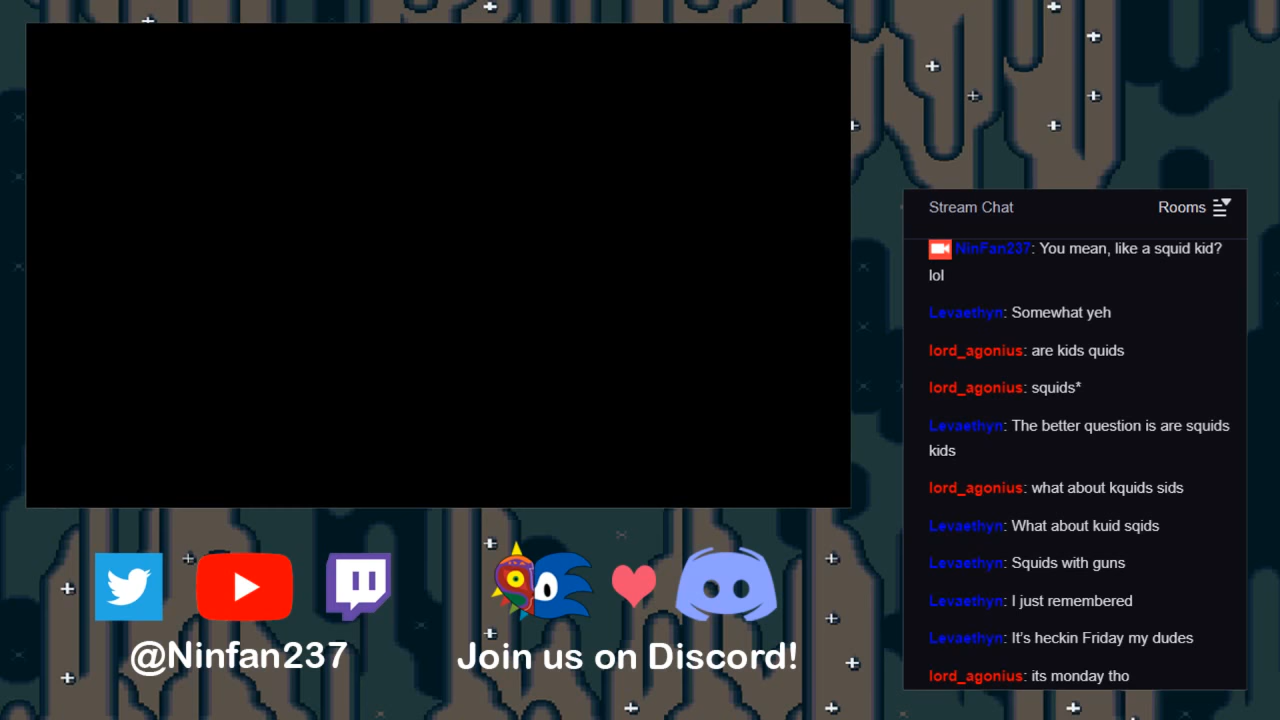 Stream Chat
Rooms
NinFan237: You mean, like a squid kid?
lol
Levaethyn: Somewhat yeh
lord_agonius: are kids quids
lord_agonius: squids*
Levaethyn: The better question is are squids
kids
lord_agonius: what about kquids sids
Levaethyn: What about kuid sqids
Levaethyn: Squids with guns
Levaethyn: I just remembered
Levaethyn: It's heckin Friday my dudes
lord_agonius: its monday tho
@Ninfan237
Join us on Discord!